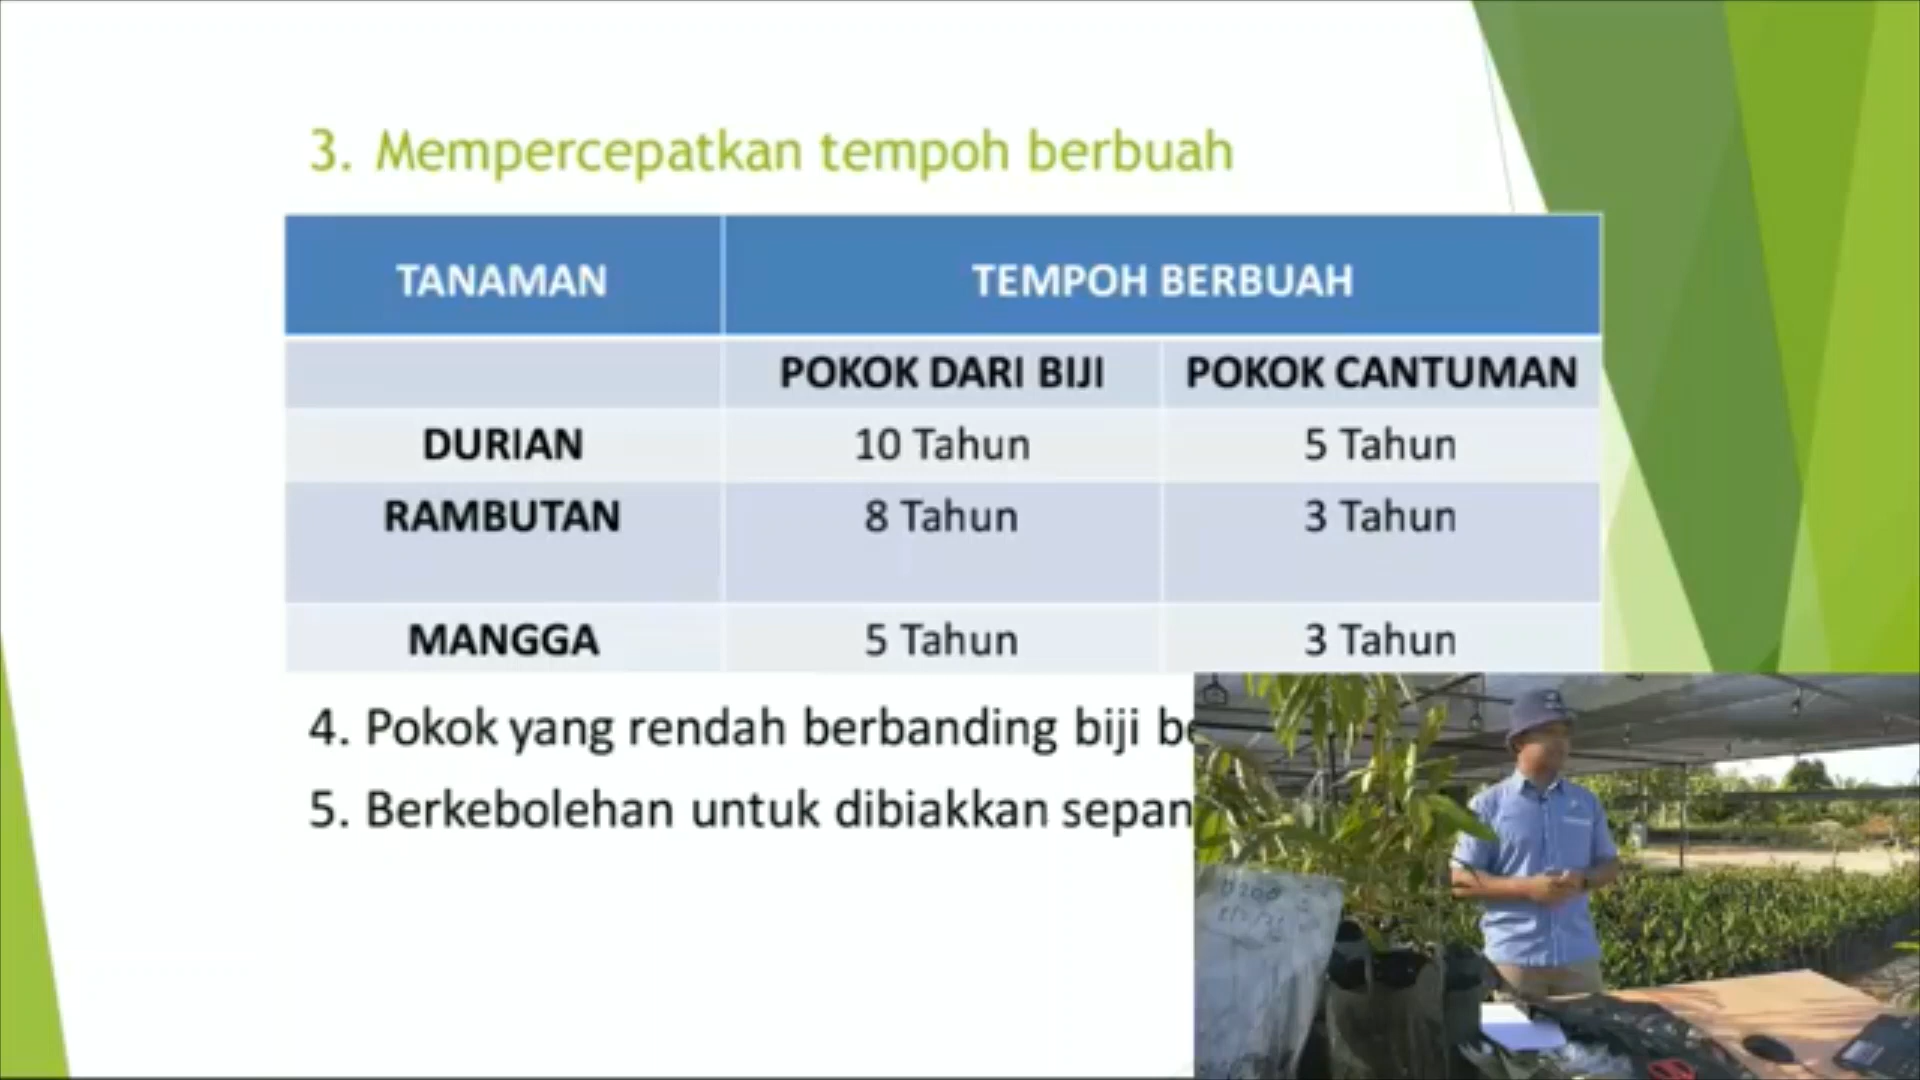 3. Mempercepatkan tempoh berbuah
TANAMAN TEMPOH BERBUAH
POKOK DARI BIJI POKOK CANTUMAN
DURIAN 10 Tahun 5 Tahun
RAMBUTAN 8 Tahun 3 Tahun
MANGGA 5 Tahun 3 Tahun
4. Pokok yang rendah berbanding biji
5. Berkebolehan untuk dibiakkan